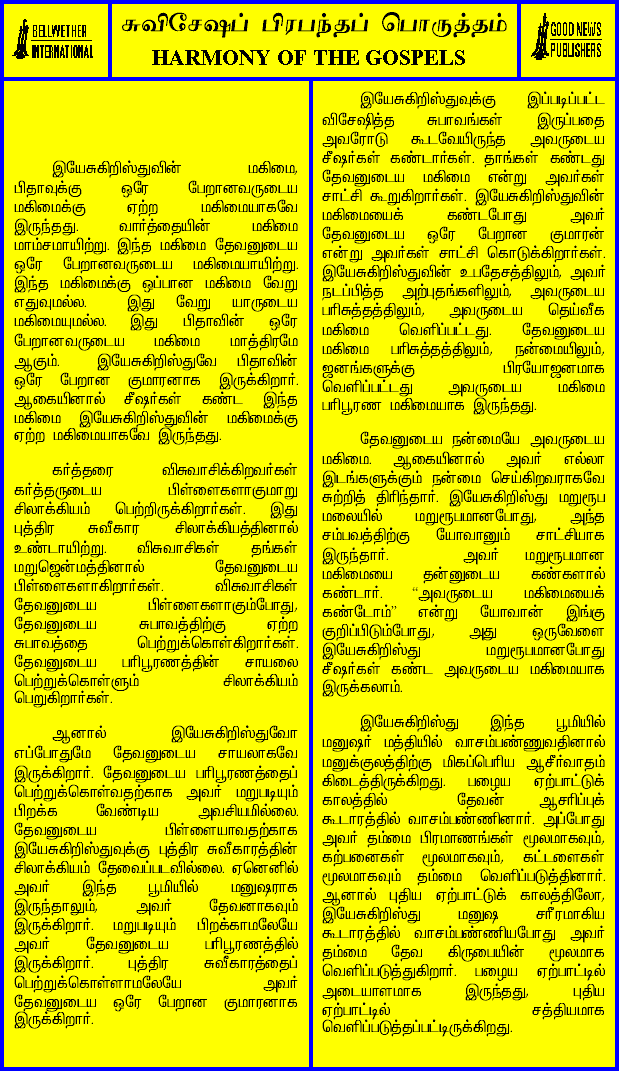 BELLWETHER
INTERNATIONAL
சுவிசேஷப் பிரபந்தப் பொருத்தம்
HARMONY OF THE GOSPELS
GOOD NEWS
PUBLISHERS
இயேசுகிறிஸ்துவின் மகிமை,
பிதாவுக்கு ஒரே பேறானவருடைய
மகிமைக்கு ஏற்ற மகிமையாகவே
இருந்தது. வார்த்தையின் மகிமை
மாம்சமாயிற்று. இந்த மகிமை தேவனுடைய
ஒரே பேறானவருடைய மகிமையாயிற்று.
இந்த மகிமைக்கு ஒப்பான மகிமை வேறு
எதுவுமல்ல. இது வேறு யாருடைய
மகிமையுமல்ல. இது பிதாவின் ஒரே
பேறானவருடைய மகிமை மாத்திரமே
ஆகும். இயேசுகிறிஸ்துவே பிதாவின்
ஒரே பேறான குமாரனாக இருக்கிறார்.
ஆகையினால் சீஷர்கள் கண்ட இந்த
மகிமை இயேசுகிறிஸ்துவின் மகிமைக்கு
ஏற்ற மகிமையாகவே இருந்தது.
கர்த்தரை விசுவாசிக்கிறவர்கள்
கர்த்தருடைய பிள்ளைகளாகுமாறு
சிலாக்கியம் பெற்றிருக்கிறார்கள். இது
புத்திர சுவீகார சிலாக்கியத்தினால்
உண்டாயிற்று. விசுவாசிகள் தங்கள்
மறுஜென்மத்தினால் தேவனுடைய
பிள்ளைகளாகிறார்கள். விசுவாசிகள்
தேவனுடைய பிள்ளைகளாகும்போது,
தேவனுடைய சுபாவத்திற்கு ஏற்ற
சுபாவத்தை பெற்றுக்கொள்கிறார்கள்.
தேவனுடைய பரிபூரணத்தின் சாயலை
பெற்றுக்கொள்ளும் சிலாக்கியம்
பெறுகிறார்கள்.
ஆனால் இயேசுகிறிஸ்துவோ
எப்போதுமே தேவனுடைய சாயலாகவே
இருக்கிறார். தேவனுடைய பரிபூரணத்தைப்
பெற்றுக்கொள்வதற்காக அவர் மறுபடியும்
பிறக்க வேண்டிய அவசியமில்லை.
தேவனுடைய பிள்ளையாவதற்காக
இயேசுகிறிஸ்துவுக்கு புத்திர சுவீகாரத்தின்
சிலாக்கியம் தேவைப்படவில்லை. ஏனெனில்
அவர் இந்த பூமியில் மனுஷராக
இருந்தாலும், அவர் தேவனாகவும்
இருக்கிறார். மறுபடியும் பிறக்காமலேயே
அவர் தேவனுடைய பரிபூரணத்தில்
இருக்கிறார். புத்திர சுவீகாரத்தைப்
பெற்றுக்கொள்ளாமலேயே அவர்
தேவனுடைய ஒரே பேறான குமாரனாக
இருக்கிறார்.
இயேசுகிறிஸ்துவுக்கு இப்படிப்பட்ட
விசேஷித்த சுபாவங்கள் இருப்பதை
அவரோடு கூடவேயிருந்த அவருடைய
சீஷர்கள் கண்டார்கள். தாங்கள் கண்டது
தேவனுடைய மகிமை என்று அவர்கள்
சாட்சி கூறுகிறார்கள். இயேசுகிறிஸ்துவின்
மகிமையைக் கண்டபோது அவர்
தேவனுடைய ஒரே பேறான குமாரன்
என்று அவர்கள் சாட்சி கொடுக்கிறார்கள்.
இயேசுகிறிஸ்துவின் உபதேசத்திலும், அவர்
நடப்பித்த அற்புதங்களிலும், அவருடைய
பரிசுத்தத்திலும், அவருடைய தெய்வீக
மகிமை வெளிப்பட்டது. தேவனுடைய
மகிமை பரிசுத்தத்திலும், நன்மையிலும்,
ஜனங்களுக்கு பிரயோஜனமாக
வெளிப்பட்டது அவருடைய மகிமை
பரிபூரண மகிமையாக இருந்தது.
தேவனுடைய நன்மையே அவருடைய
மகிமை. ஆகையினால் அவர் எல்லா
இடங்களுக்கும் நன்மை செய்கிறவராகவே
சுற்றித் திரிந்தார். இயேசுகிறிஸ்து மறுரூப
மலையில் மறுரூபமானபோது, அந்த
சம்பவத்திற்கு யோவானும் சாட்சியாக
இருந்தார். அவர் மறுரூபமான
மகிமையை தன்னுடைய கண்களால்
கண்டார். “அவருடைய மகிமையைக்
கண்டோம்” என்று யோவான் இங்கு
குறிப்பிடும்போது, அது ஒருவேளை
இயேசுகிறிஸ்து மறுரூபமானபோது
சீஷர்கள் கண்ட அவருடைய மகிமையாக
இருக்கலாம்.
இயேசுகிறிஸ்து இந்த பூமியில்
மனுஷர் மத்தியில் வாசம்பண்ணுவதினால்
மனுக்குலத்திற்கு மிகப்பெரிய ஆசீர்வாதம்
கிடைத்திருக்கிறது. பழைய ஏற்பாட்டுக்
காலத்தில் தேவன் ஆசரிப்புக்
கூடாரத்தில் வாசம்பண்ணினார். அப்போது
அவர் தம்மை பிரமாணங்கள் மூலமாகவும்,
கற்பனைகள் மூலமாகவும், கட்டளைகள்
மூலமாகவும் தம்மை வெளிப்படுத்தினார்.
ஆனால் புதிய ஏற்பாட்டுக் காலத்திலோ,
இயேசுகிறிஸ்து மனுஷ சரீரமாகிய
கூடாரத்தில் வாசம்பண்ணியபோது அவர்
தம்மை தேவ கிருபையின் மூலமாக
வெளிப்படுத்துகிறார். பழைய ஏற்பாட்டில்
அடையாளமாக இருந்தது, புதிய
ஏற்பாட்டில் சத்தியமாக
வெளிப்படுத்தப்பட்டிருக்கிறது.